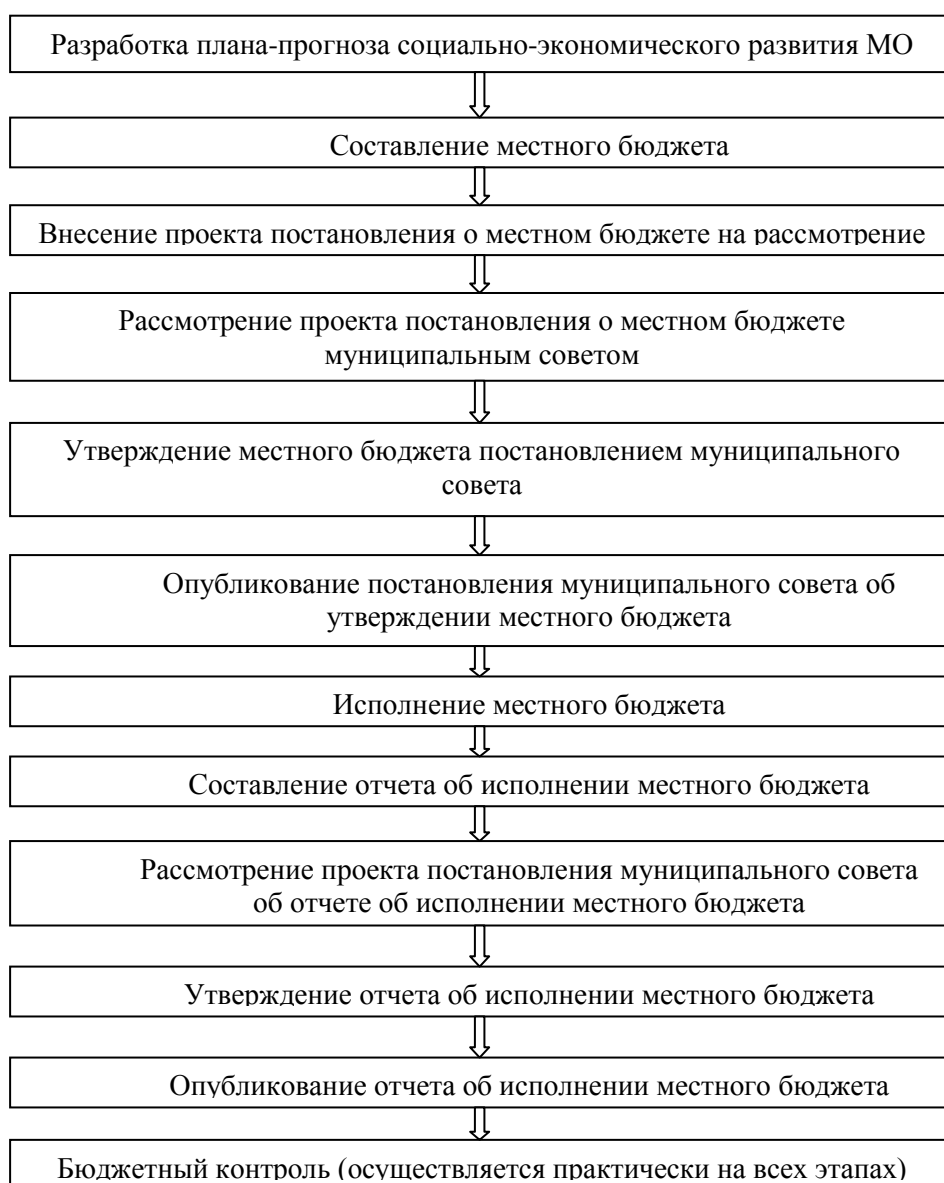 Разработка плана-прогноза социально-экономического развития МО
Составление местного бюджета
Внесение проекта постановления о местном бюджете на рассмотрение
Рассмотрение проекта постановления о местном бюджете
муниципальным советом
Утверждение местного бюджета постановлением муниципального
совета
Опубликование постановления муниципального совета об
утверждении местного бюджета
Исполнение местного бюджета
Составление отчета об исполнении местного бюджета
Рассмотрение проекта постановления муниципального совета
об отчете об исполнении местного бюджета
Утверждение отчета об исполнении местного бюджета
Опубликование отчета об исполнении местного бюджета
Бюджетный контроль (осуществляется практически на всех этапах)